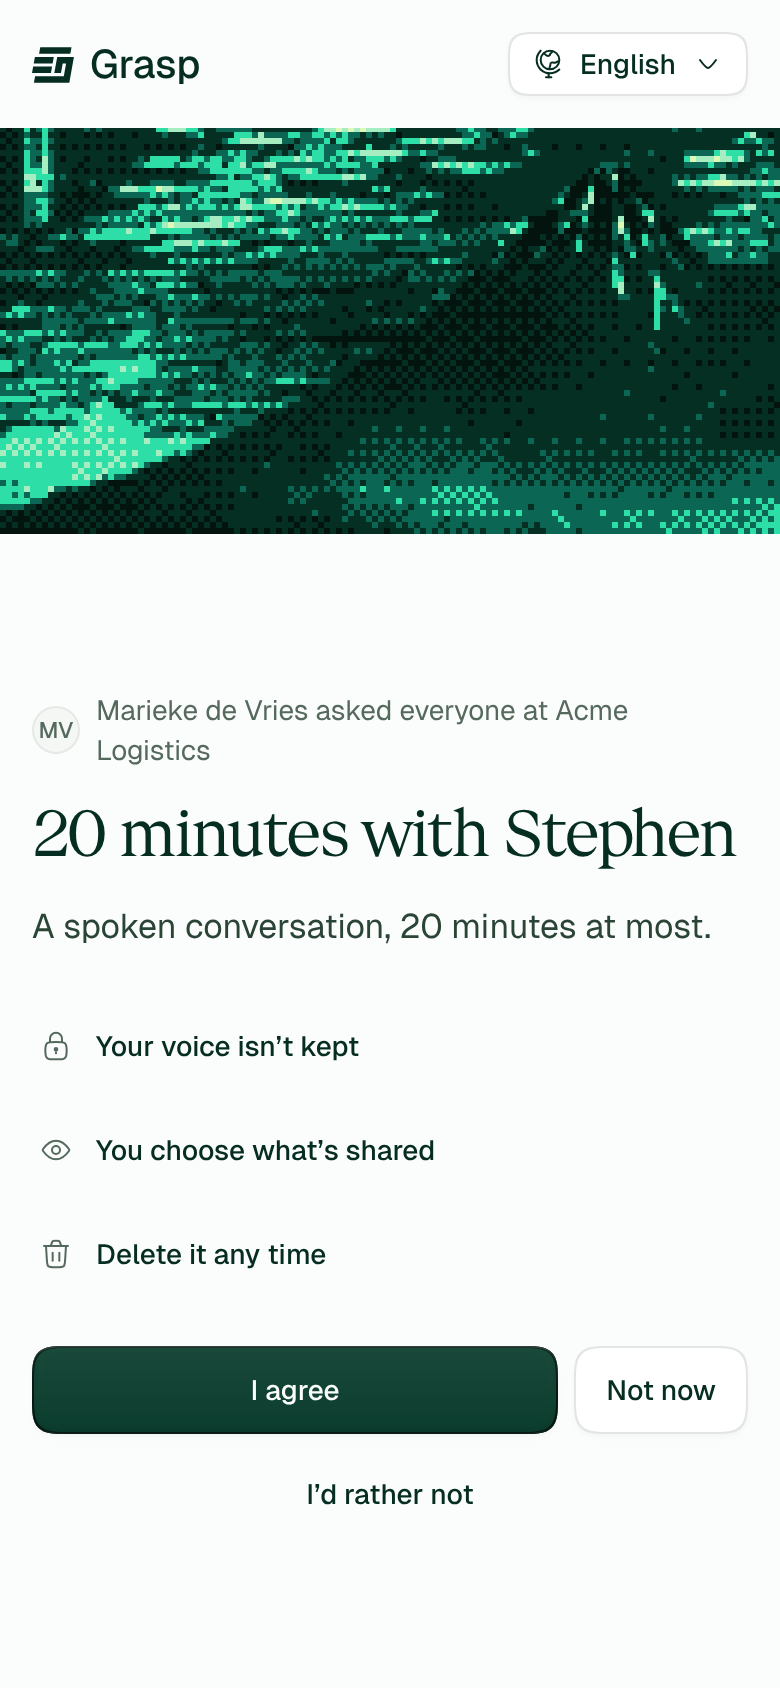 Grasp
English
MV
Marieke de Vries asked everyone at Acme
Logistics
20 minutes with Stephen
A spoken conversation, 20 minutes at most.
Your voice isn’t kept
You choose what’s shared
Delete it any time
I agree
Not now
I’d rather not